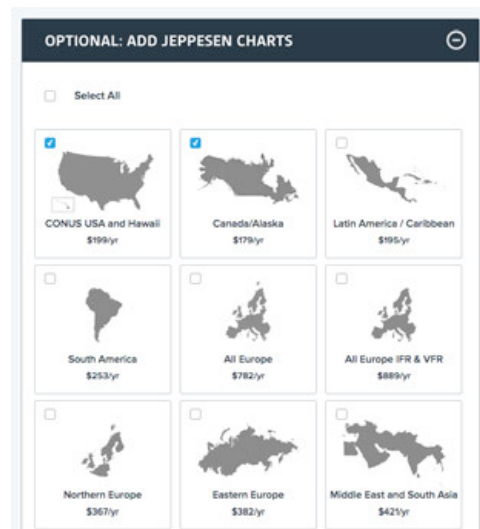 OPTIONAL: ADD JEPPESEN CHARTS
Select All
CONUS USA and Hawaii
$199/yr
Canada/Alaska
$179/yr
Latin America / Caribbean
$195/yr
South America
$253/yr
All Europe
$782/yr
All Europe IFR & VFR
$889/yr
Northern Europe
$367/yr
Eastern Europe
$382/yr
Middle East and South Asia
$421/yr